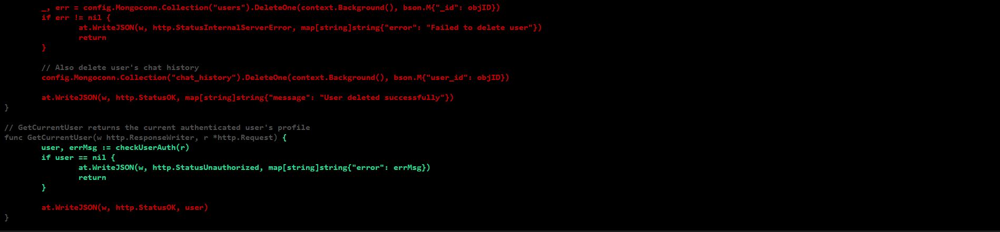 _, err = config.Mongoconn.Collection("users").DeleteOne(context.Background(), bson.M{"_id": objID})
if err != nil {
at.WriteJSON(w, http.StatusInternalServerError, map[string]string{"error": "Failed to delete user"})
return
}
// Also delete user's chat history
config.Mongoconn.Collection("chat_history").DeleteOne(context.Background(), bson.M{"user_id": objID})
at.WriteJSON(w, http.StatusOK, map[string]string{"message": "User deleted successfully"})
}
// GetCurrentUser returns the current authenticated user's profile
func GetCurrentUser(w http.ResponseWriter, r *http.Request) {
user, errMsg := checkUserAuth(r)
if user == nil {
at.WriteJSON(w, http.StatusUnauthorized, map[string]string{"error": errMsg})
return
}
at.WriteJSON(w, http.StatusOK, user)
}